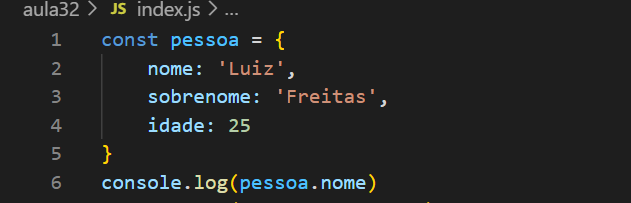 aula32 > JS index.js > ...
1 const pessoa = {
2 nome: 'Luiz',
3 sobrenome: 'Freitas',
4 idade: 25
5 }
6 console.log(pessoa.nome)